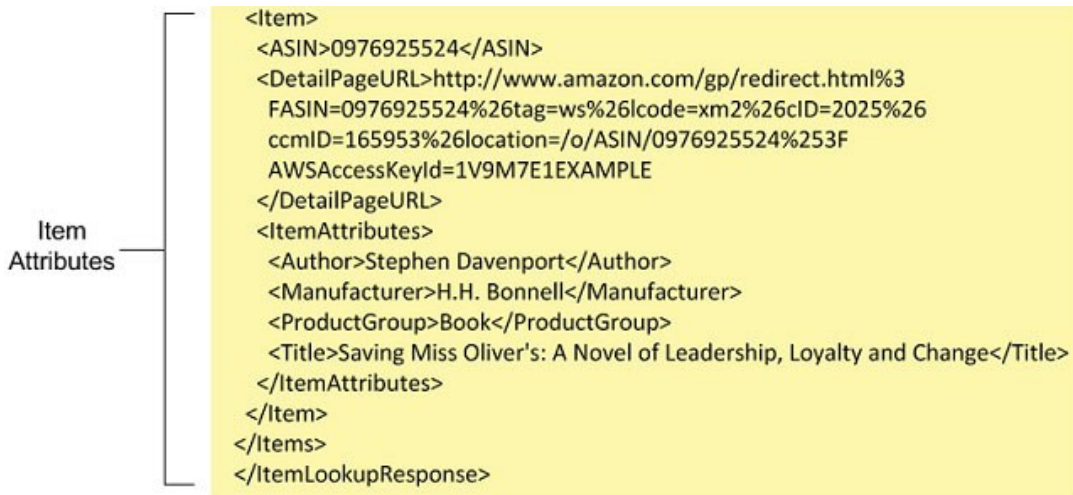 Item
Attributes
<Item>
<ASIN>0976925524</ASIN>
<DetailPageURL>http://www.amazon.com/gp/redirect.html%3
FASIN=0976925524%26tag=ws%26lcode=xm2%26cID=2025%26
ccmID=165953%26location=/o/ASIN/0976925524%253F
AWSAccessKeyId=1V9M7E1EXAMPLE
</DetailPageURL>
<ItemAttributes>
<Author>Stephen Davenport</Author>
<Manufacturer>H.H. Bonnell</Manufacturer>
<ProductGroup>Book</ProductGroup>
<Title>Saving Miss Oliver's: A Novel of Leadership, Loyalty and Change</Title>
</ItemAttributes>
</Item>
</Items>
</ItemLookupResponse>